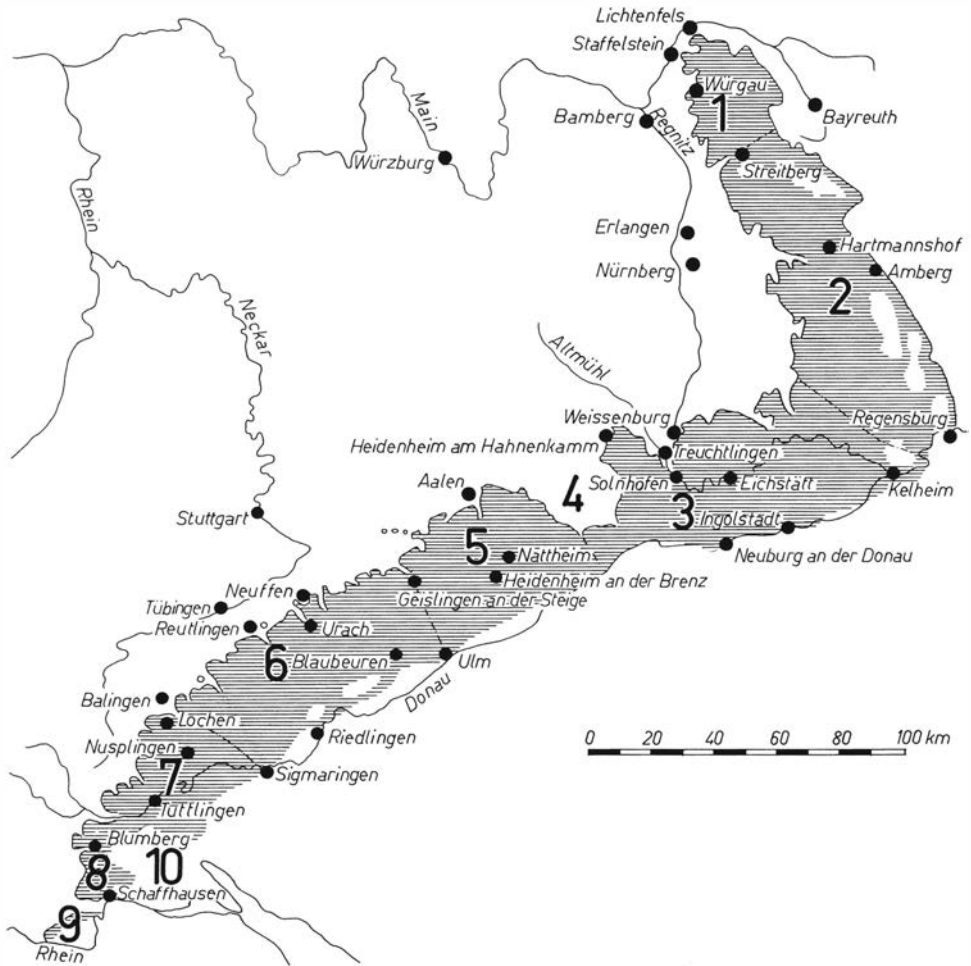 Lichtenfels
Staffelstein
Würgau
1
Bamberg
Regnitz
Bayreuth
Main
Würzburg
Streitberg
Rhein
Erlangen
Hartmannshof
Nürnberg
Amberg
2
Neckar
Altmühl
Weissenburg
Regensburg
Heidenheim am Hahnenkamm
Treuchtlingen
Aalen
Solnhofen
Eichstätt
Kelheim
4
3
Stuttgart
Ingolstadt
5
Nattheim
Neuburg an der Donau
Heidenheim an der Brenz
Neuffen
Geislingen an der Steige
Tübingen
Reutlingen
Urach
6
Blaubeuren
Ulm
Donau
Balingen
Lochen
Riedlingen
Nusplingen
0 20 40 60 80 100 km
7
Sigmaringen
Tuttlingen
Blumberg
8
10
Schaffhausen
9
Rhein